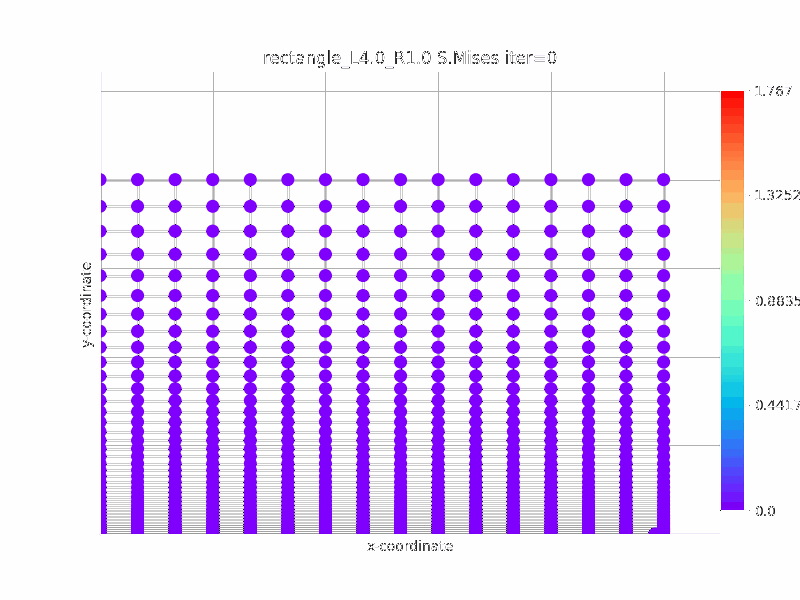 rectangle_L4.0_R1.0 S.Mises iter=0
1.767
1.3252
0.8835
0.4417
0.0
y-coordinate
x-coordinate